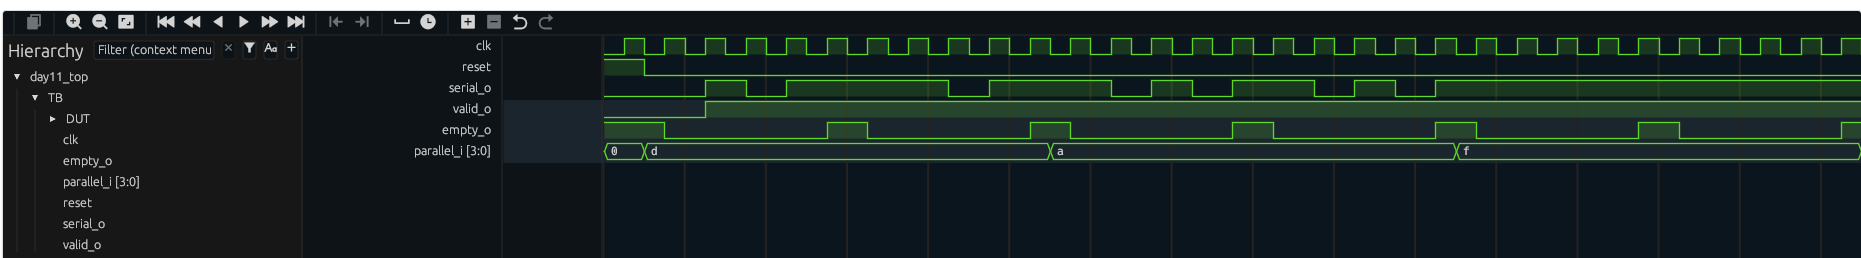 Hierarchy Filter (context menu × Aa +
day11_top
TB
DUT
clk
empty_o
parallel_i [3:0]
reset
serial_o
valid_o
clk
reset
serial_o
valid_o
empty_o
parallel_i [3:0] 0 d a f